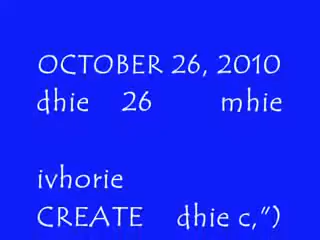 OCTOBER 26, 2010
dhie 26 mhie
ivhorie
CREATE dhie c,")